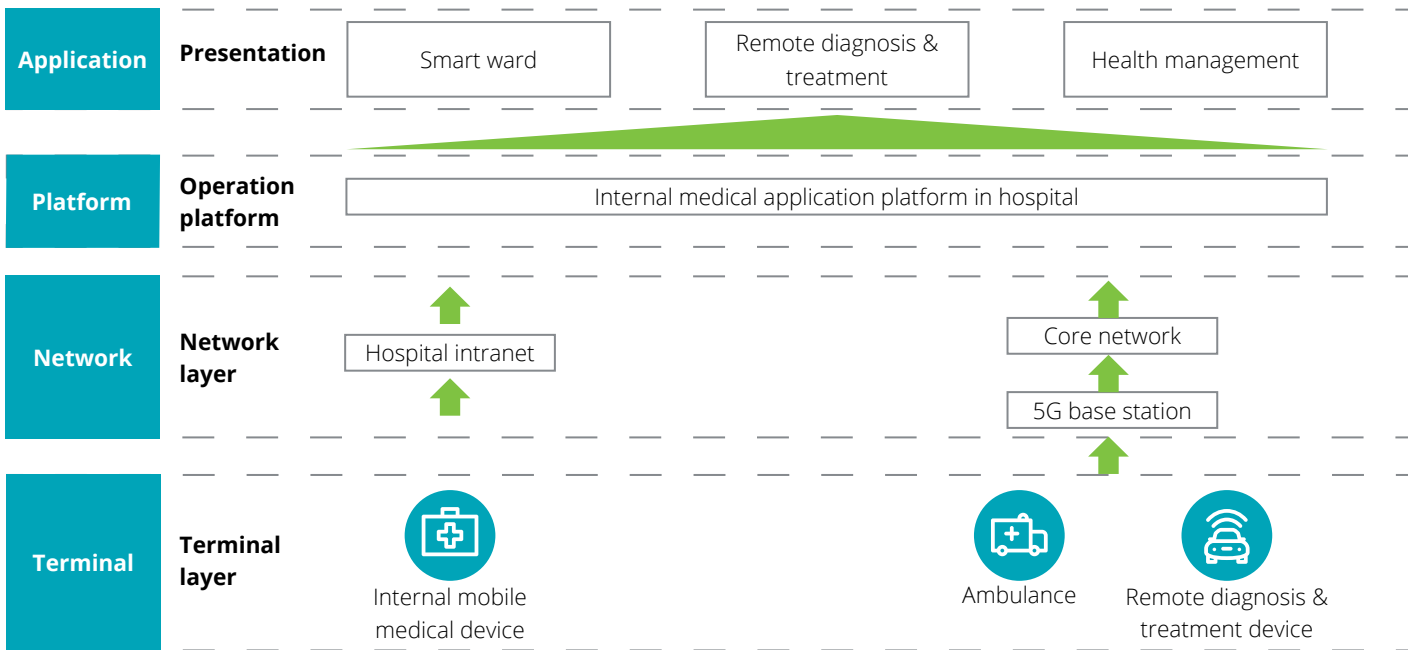 Application
Presentation
Smart ward
Remote diagnosis &
treatment
Health management
Platform
Operation
platform
Internal medical application platform in hospital
Network
Network
layer
Hospital intranet
Core network
5G base station
Terminal
Terminal
layer
Internal mobile
medical device
Ambulance
Remote diagnosis &
treatment device